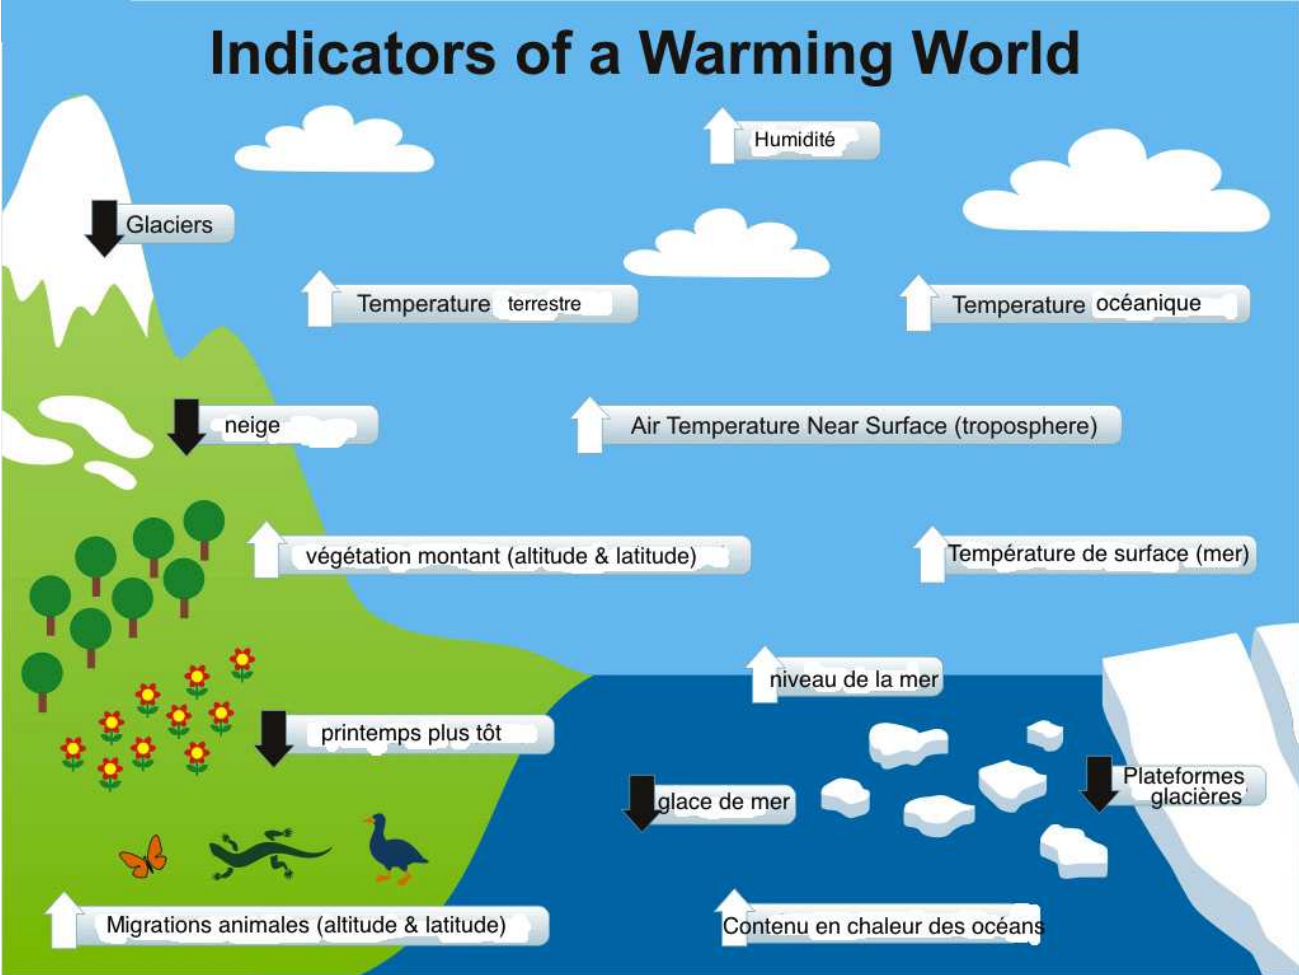 Indicators of a Warming World
Humidité
Glaciers
Temperature terrestre
Temperature océanique
neige
Air Temperature Near Surface (troposphere)
végétation montant (altitude & latitude)
Température de surface (mer)
niveau de la mer
printemps plus tôt
glace de mer
Plateformes
glacières
Migrations animales (altitude & latitude)
Contenu en chaleur des océans